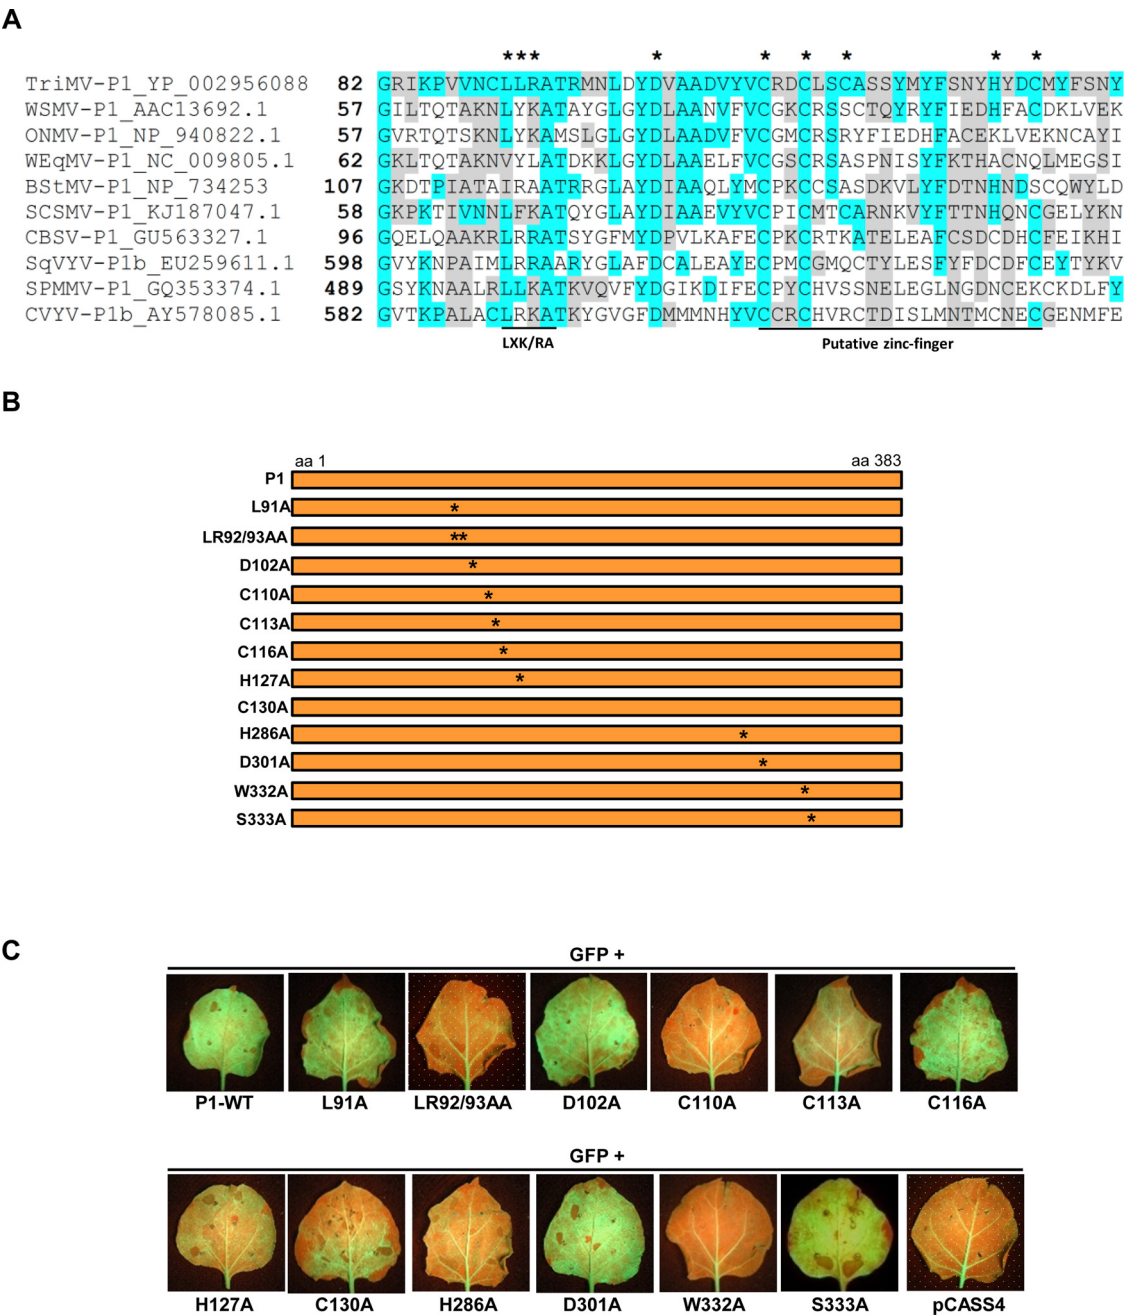 A
*** * * * * * *
TriMV-P1_YP_002956088 82 GRIKPVVNCLLRATRMNLDYDVAADVYVCRDCLSCASSYMYFSNYHYDCMYFSNY
WSMV-P1_AAC13692.1 57 GILTQTAKNLYKATAYGLGYDLAANVFVCGKCRSSCTQYRYFIEDHFACDKLVEK
ONMV-P1_NP_940822.1 57 GVRTQTSKNLYKAMSLGLGYDLAADVFVCGMCRSRYFIEDHFACEKLVEKNCAYI
WEqMV-P1_NC_009805.1 62 GKLTQTAKNVYLATDKKLGYDLAAELFVCGSCRSASPNISYFKTHACNQLMEGSI
BStMV-P1_NP_734253 107 GKDTPIATAIRAATRRGLAYDIAAQLYMCPKCCSASDKVLYFDTNHNDSCQWYLD
SCSMV-P1_KJ187047.1 58 GKPKTIVNNLFKATQYGLAYDIAAEVYVCPICMTCARNKVYFTTNHQNCGELYKN
CBSV-P1_GU563327.1 96 GQELQAAKRLRRATSYGFMYDPVLKAFECPKCRTKATELEAFCSDCDHCFEIKHI
SqVYV-P1b_EU259611.1 598 GVYKNPAIMLRRAARYGLAFDCALEAYECPMCGMQCTYLESFYFDCDFCEYTYKV
SPMMV-P1_GQ353374.1 489 GSYKNAALRLLKATKVQVFYDGIKDIFECPYCHVSSNELEGLNGDNCEKCKDLFY
CVYV-P1b_AY578085.1 582 GVTKPALACLRKATKYGVGFDMMMNHYVCCRCHVRCTDISLMNTMCNECGENMFE
LXK/RA Putative zinc-finger
B
aa 1 aa 383
P1
L91A *
LR92/93AA **
D102A *
C110A *
C113A *
C116A *
H127A *
C130A
H286A *
D301A *
W332A *
S333A *
C
GFP +
P1-WT L91A LR92/93AA D102A C110A C113A C116A
GFP +
H127A C130A H286A D301A W332A S333A pCASS4